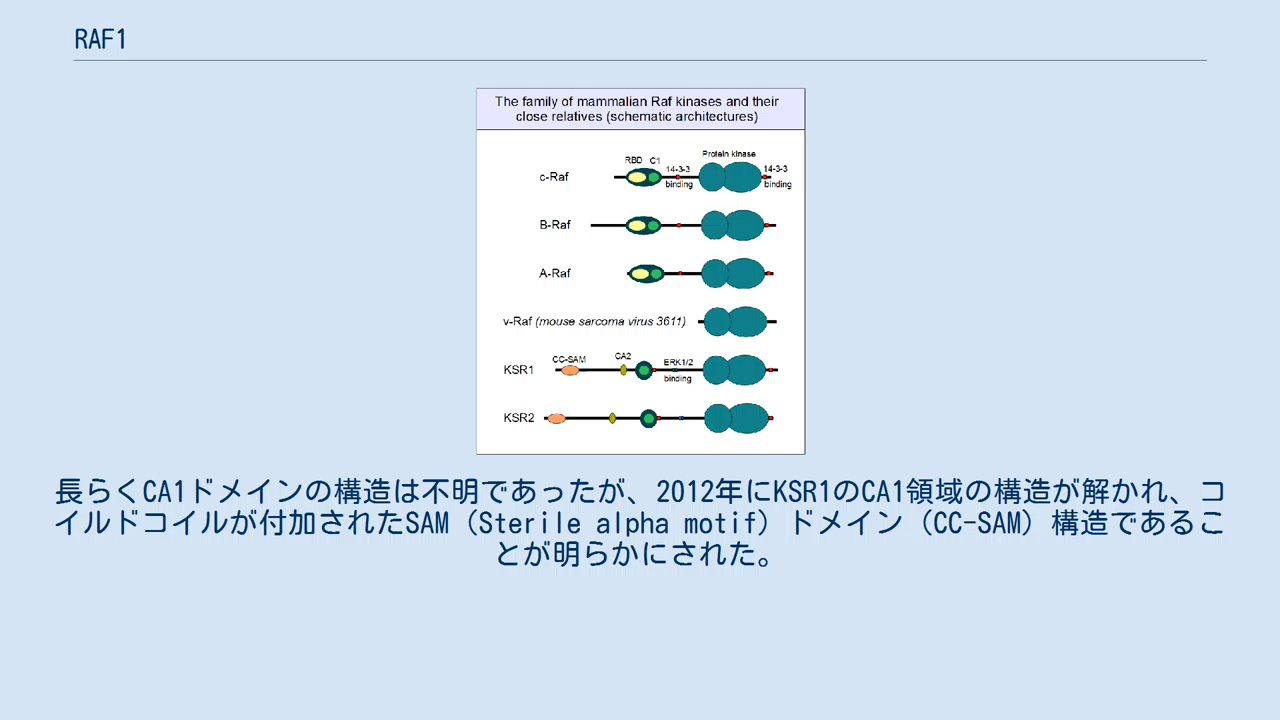 RAF1
The family of mammalian Raf kinases and their
close relatives (schematic architectures)
Protein kinase
RBD C1
14-3-3
14-3-3
c-Raf
binding
binding
B-Raf
A-Raf
v-Raf (mouse sarcoma virus 3611)
CC-SAM
CA2
ERK1/2
KSR1
binding
KSR2
長らくCA1ドメインの構造は不明であったが、2012年にKSR1のCA1領域の構造が解かれ、コ
イルドコイルが付加されたSAM（Sterile alpha motif）ドメイン（CC-SAM）構造であるこ
とが明らかにされた。